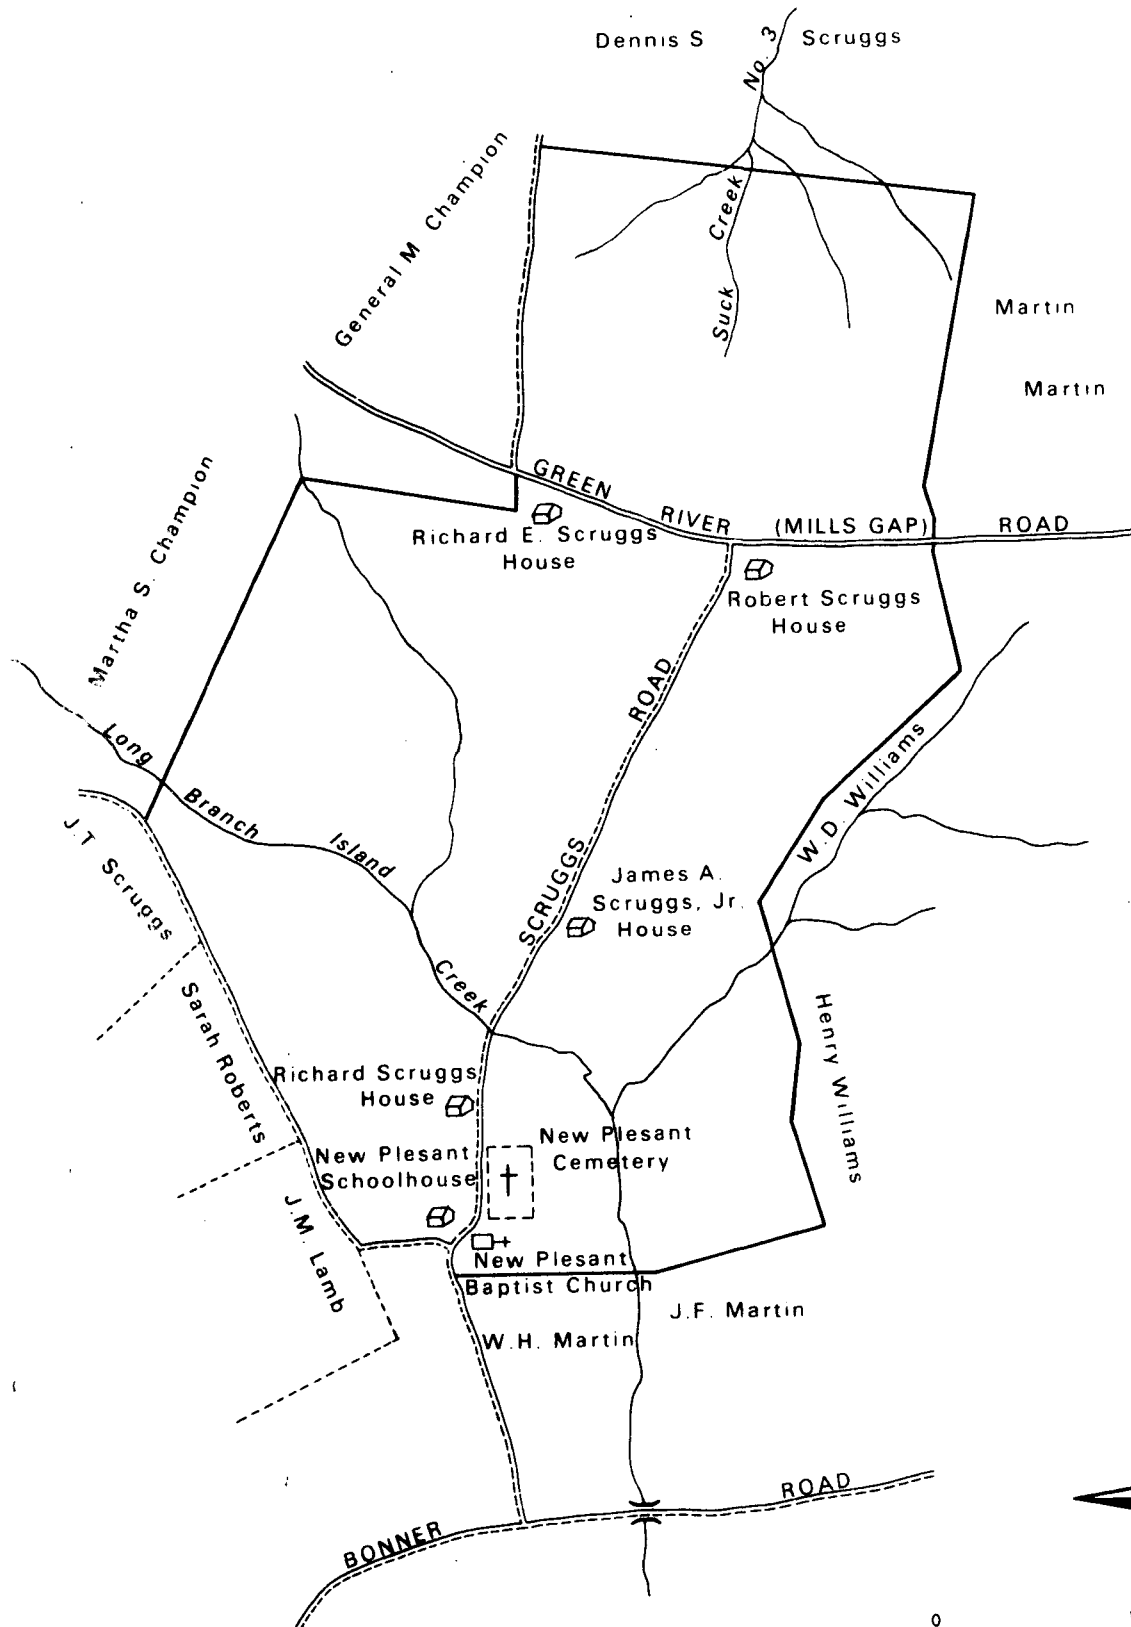 Dennis S Scruggs
No. 3
General M Champion
Suck Creek
Martin
Martin
GREEN RIVER (MILLS GAP) ROAD
Richard E. Scruggs
House
Robert Scruggs
House
Martha S. Champion
SCRUGGS ROAD
Long Branch Island Creek
W.D. Williams
J.T Scruggs
James A.
Scruggs, Jr.
House
Sarah Roberts
Henry Williams
Richard Scruggs
House
New Plesant
Cemetery
New Plesant
Schoolhouse
J.M. Lamb
New Plesant
Baptist Church
J.F. Martin
W.H. Martin
BONNER ROAD
0